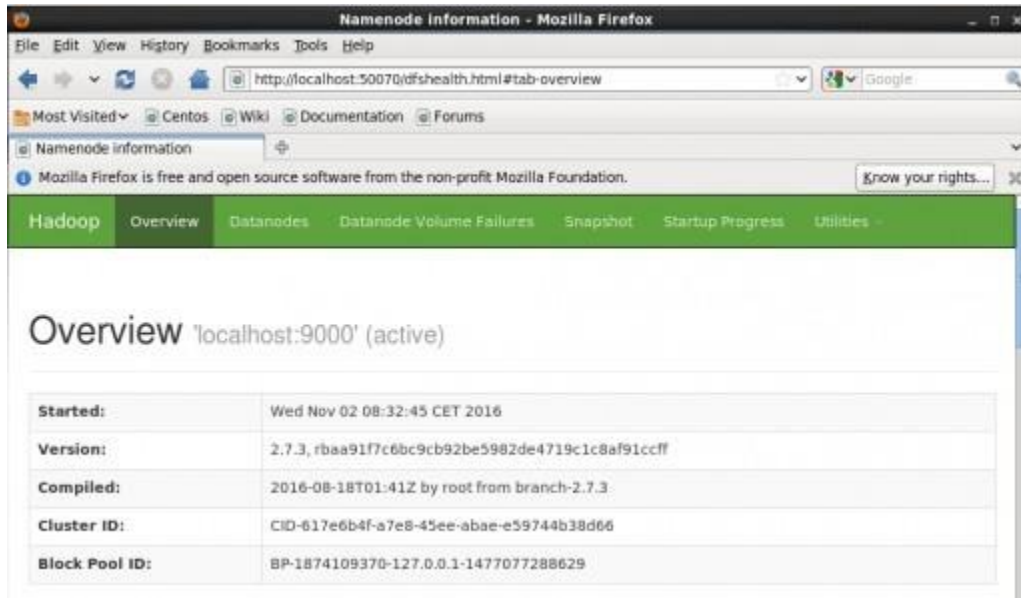 Namenode information - Mozilla Firefox
File Edit View History Bookmarks Tools Help
http://localhost:50070/dfshealth.html#tab-overview
Google
Most Visited Centos Wiki Documentation Forums
Namenode information
Mozilla Firefox is free and open source software from the non-profit Mozilla Foundation.
Know your rights...
Hadoop Overview Datanodes Datanode Volume Failures Snapshot Startup Progress Utilities
Overview 'localhost:9000' (active)
Started: Wed Nov 02 08:32:45 CET 2016
Version: 2.7.3, rbaa91f7c6bc9cb92be5982de4719c1c8af91ccff
Compiled: 2016-08-18T01:41Z by root from branch-2.7.3
Cluster ID: CID-617e6b4f-a7e8-45ee-abae-e59744b38d66
Block Pool ID: BP-1874109370-127.0.0.1-1477077288629